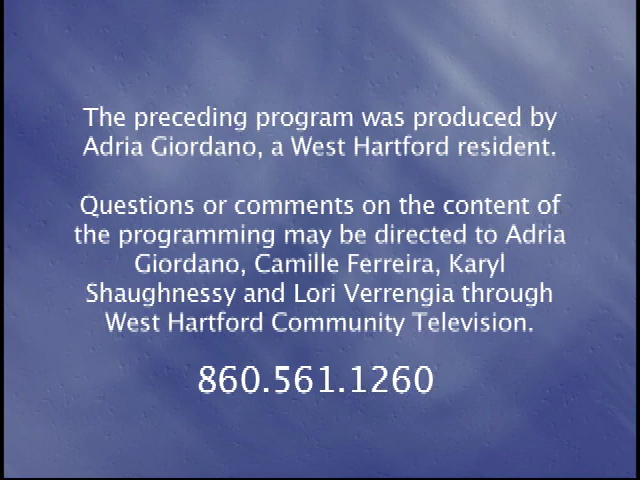 The preceding program was produced by
Adria Giordano, a West Hartford resident.
Questions or comments on the content of
the programming may be directed to Adria
Giordano, Camille Ferreira, Karyl
Shaughnessy and Lori Verrengia through
West Hartford Community Television.
860.561.1260